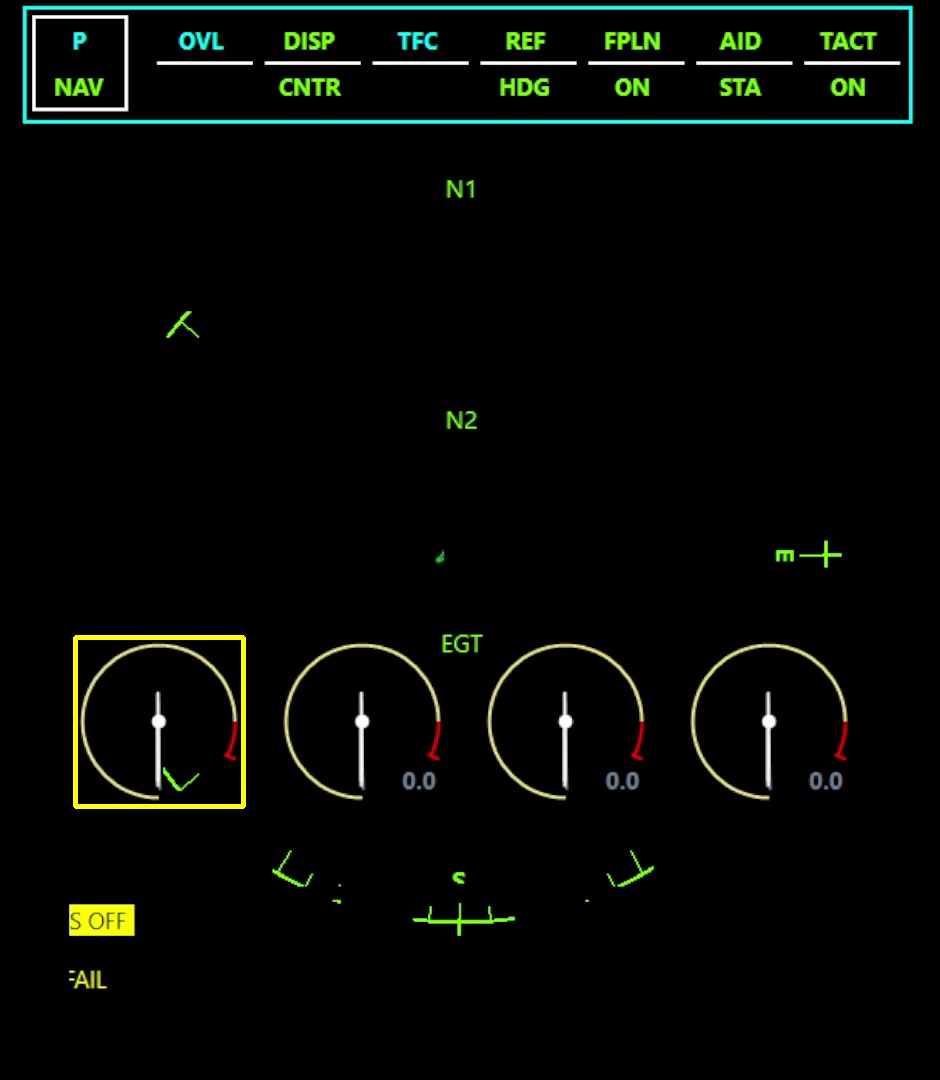 P OVL DISP TFC REF FPLN AID TACT
NAV CNTR HDG ON STA ON
N1
N2
E
EGT
0.0 0.0 0.0
S
S OFF
FAIL